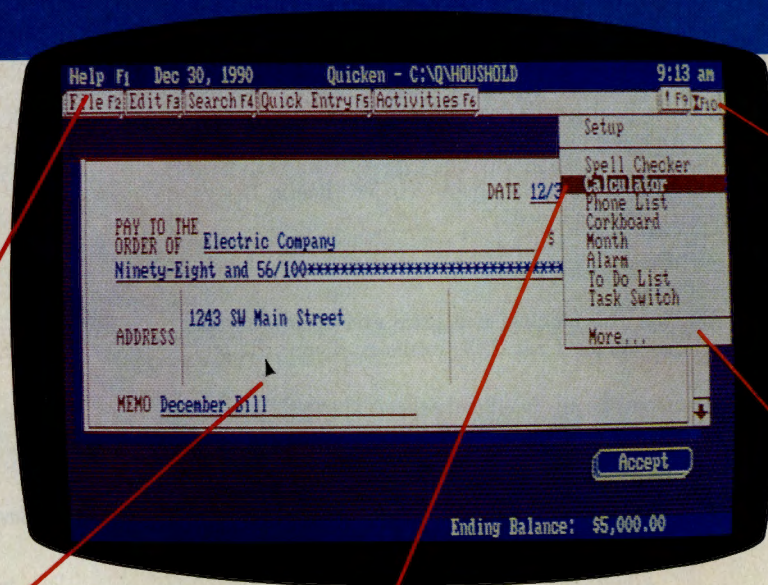 Help F1 Dec 30, 1990 Quicken - C:\Q\HOUSHOLD 9:13 am
File F2 Edit F3 Search F4 Quick Entry F5 Activities F6 ! F9 F10
Setup
Spell Checker
Calculator
Phone List
Corkboard
Month
Alarm
To Do List
Task Switch
More...
DATE 12/3
PAY TO THE
ORDER OF Electric Company $
Ninety-Eight and 56/100**************************
ADDRESS 1243 SW Main Street
MEMO December Bill
Accept
Ending Balance: $5,000.00